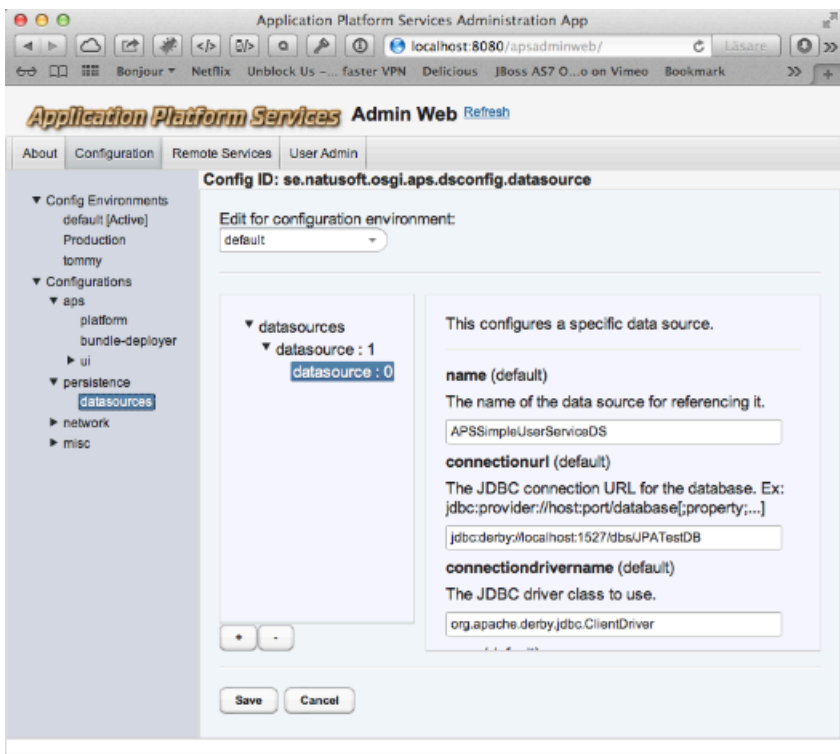 Application Platform Services Administration App
localhost:8080/apsadminweb/
Läsare
Bonjour Netflix Unblock Us -... faster VPN Delicious JBoss AS7 O...o on Vimeo Bookmark
Application Platform Services Admin Web Refresh
About Configuration Remote Services User Admin
Config ID: se.natusoft.osgi.aps.dsconfig.datasource
Config Environments
default [Active]
Production
tommy
Configurations
aps
platform
bundle-deployer
ui
persistence
datasources
network
misc
Edit for configuration environment:
default
datasources
datasource : 1
datasource : 0
+ -
This configures a specific data source.
name (default)
The name of the data source for referencing it.
APSSimpleUserServiceDS
connectionurl (default)
The JDBC connection URL for the database. Ex:
jdbc:provider://host:port/database[;property;...]
jdbc:derby://localhost:1527/dbs/JPATestDB
connectiondrivername (default)
The JDBC driver class to use.
org.apache.derby.jdbc.ClientDriver
Save Cancel